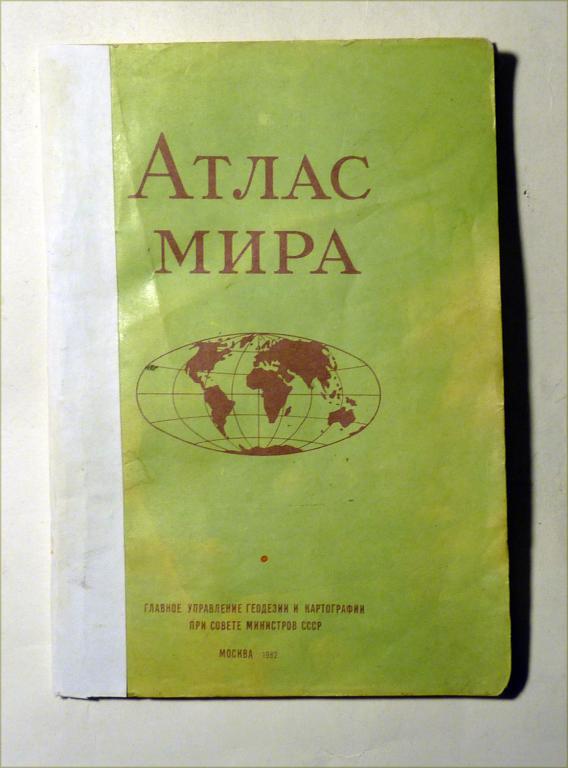 АТЛАС
МИРА
ГЛАВНОЕ УПРАВЛЕНИЕ ГЕОДЕЗИИ И КАРТОГРАФИИ
ПРИ СОВЕТЕ МИНИСТРОВ СССР
МОСКВА 1982